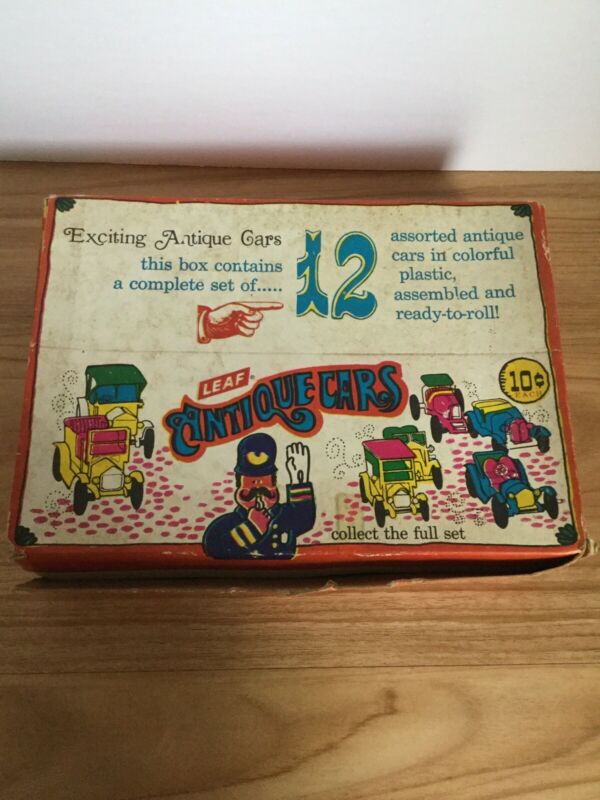 Exciting Antique Cars
this box contains
a complete set of.....
12
assorted antique
cars in colorful
plastic,
assembled and
ready-to-roll!
LEAF®
ANTIQUE CARS
10¢
EACH
collect the full set